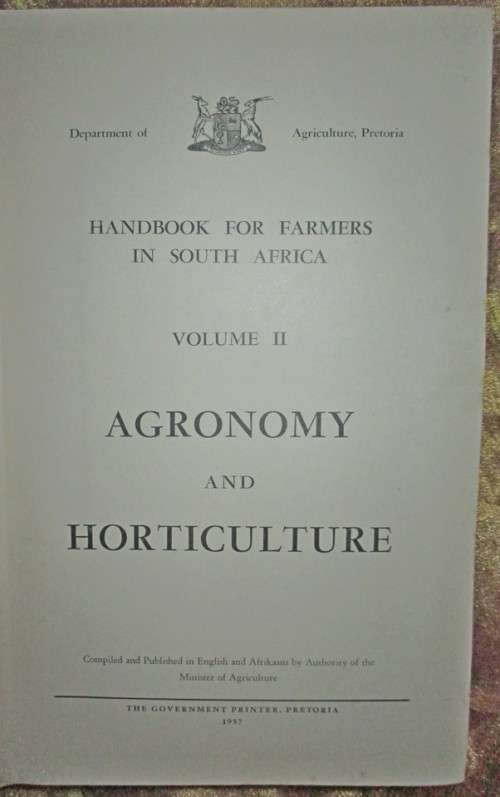 Department of Agriculture, Pretoria
HANDBOOK FOR FARMERS
IN SOUTH AFRICA
VOLUME II
AGRONOMY
AND
HORTICULTURE
Compiled and Published in English and Afrikaans by Authority of the
Minister of Agriculture
THE GOVERNMENT PRINTER, PRETORIA
1957